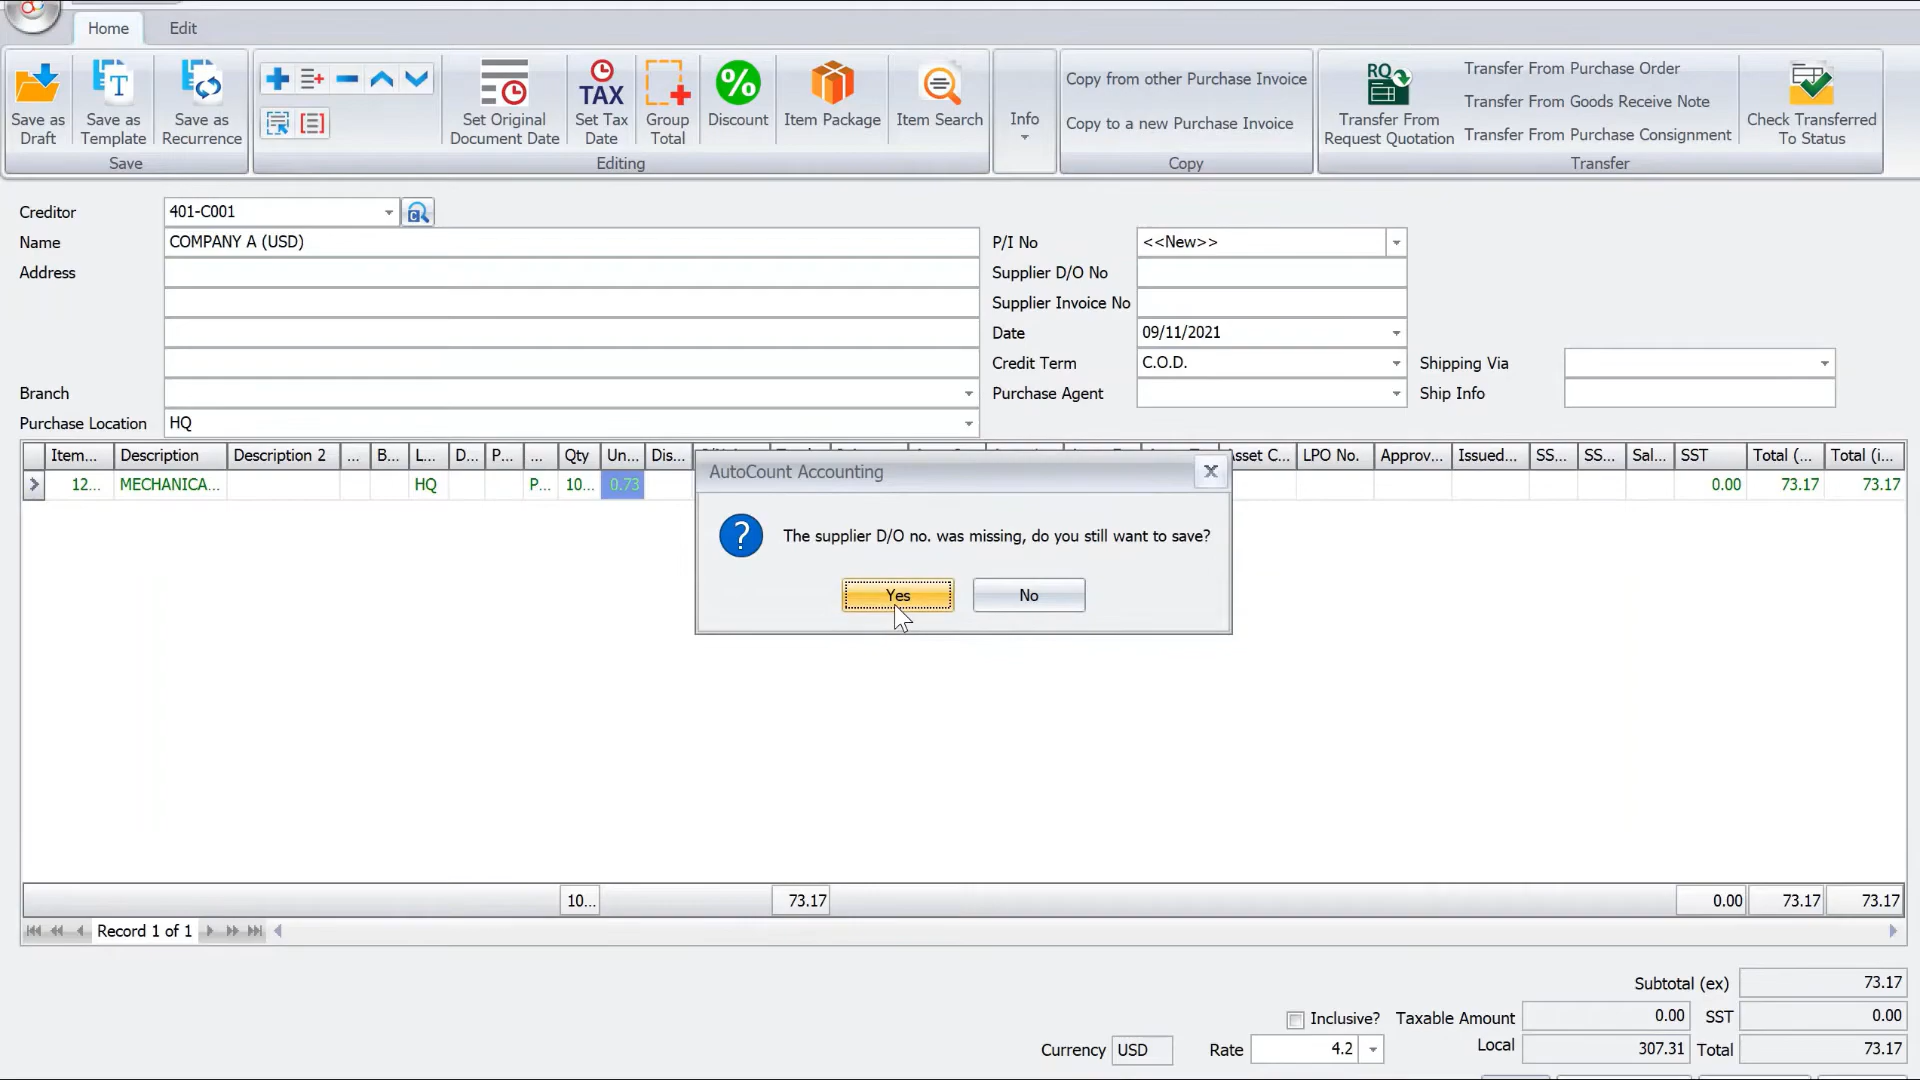 Home Edit
Save as Draft
Save as Template
Save as Recurrence
Save
Set Original Document Date
TAX
Set Tax Date
Group Total
Discount
Item Package
Item Search
Editing
Info
Copy from other Purchase Invoice
Copy to a new Purchase Invoice
Copy
RQ
Transfer From Request Quotation
Transfer From Purchase Order
Transfer From Goods Receive Note
Transfer From Purchase Consignment
Check Transferred To Status
Transfer
Creditor 401-C001
Name COMPANY A (USD)
Address
Branch
Purchase Location HQ
P/I No <<New>>
Supplier D/O No
Supplier Invoice No
Date 09/11/2021
Credit Term C.O.D.
Purchase Agent
Shipping Via
Ship Info
Item... Description Description 2 ... B... L... D... P... ... Qty Un... Dis... Asset C... LPO No. Approv... Issued... SS... SS... Sal... SST Total (... Total (i...
12... MECHANICA... HQ P... 10... 0.73 0.00 73.17 73.17
AutoCount Accounting
The supplier D/O no. was missing, do you still want to save?
Yes No
10... 73.17 0.00 73.17 73.17
Record 1 of 1
Subtotal (ex) 73.17
Inclusive? Taxable Amount 0.00 SST 0.00
Currency USD Rate 4.2 Local 307.31 Total 73.17